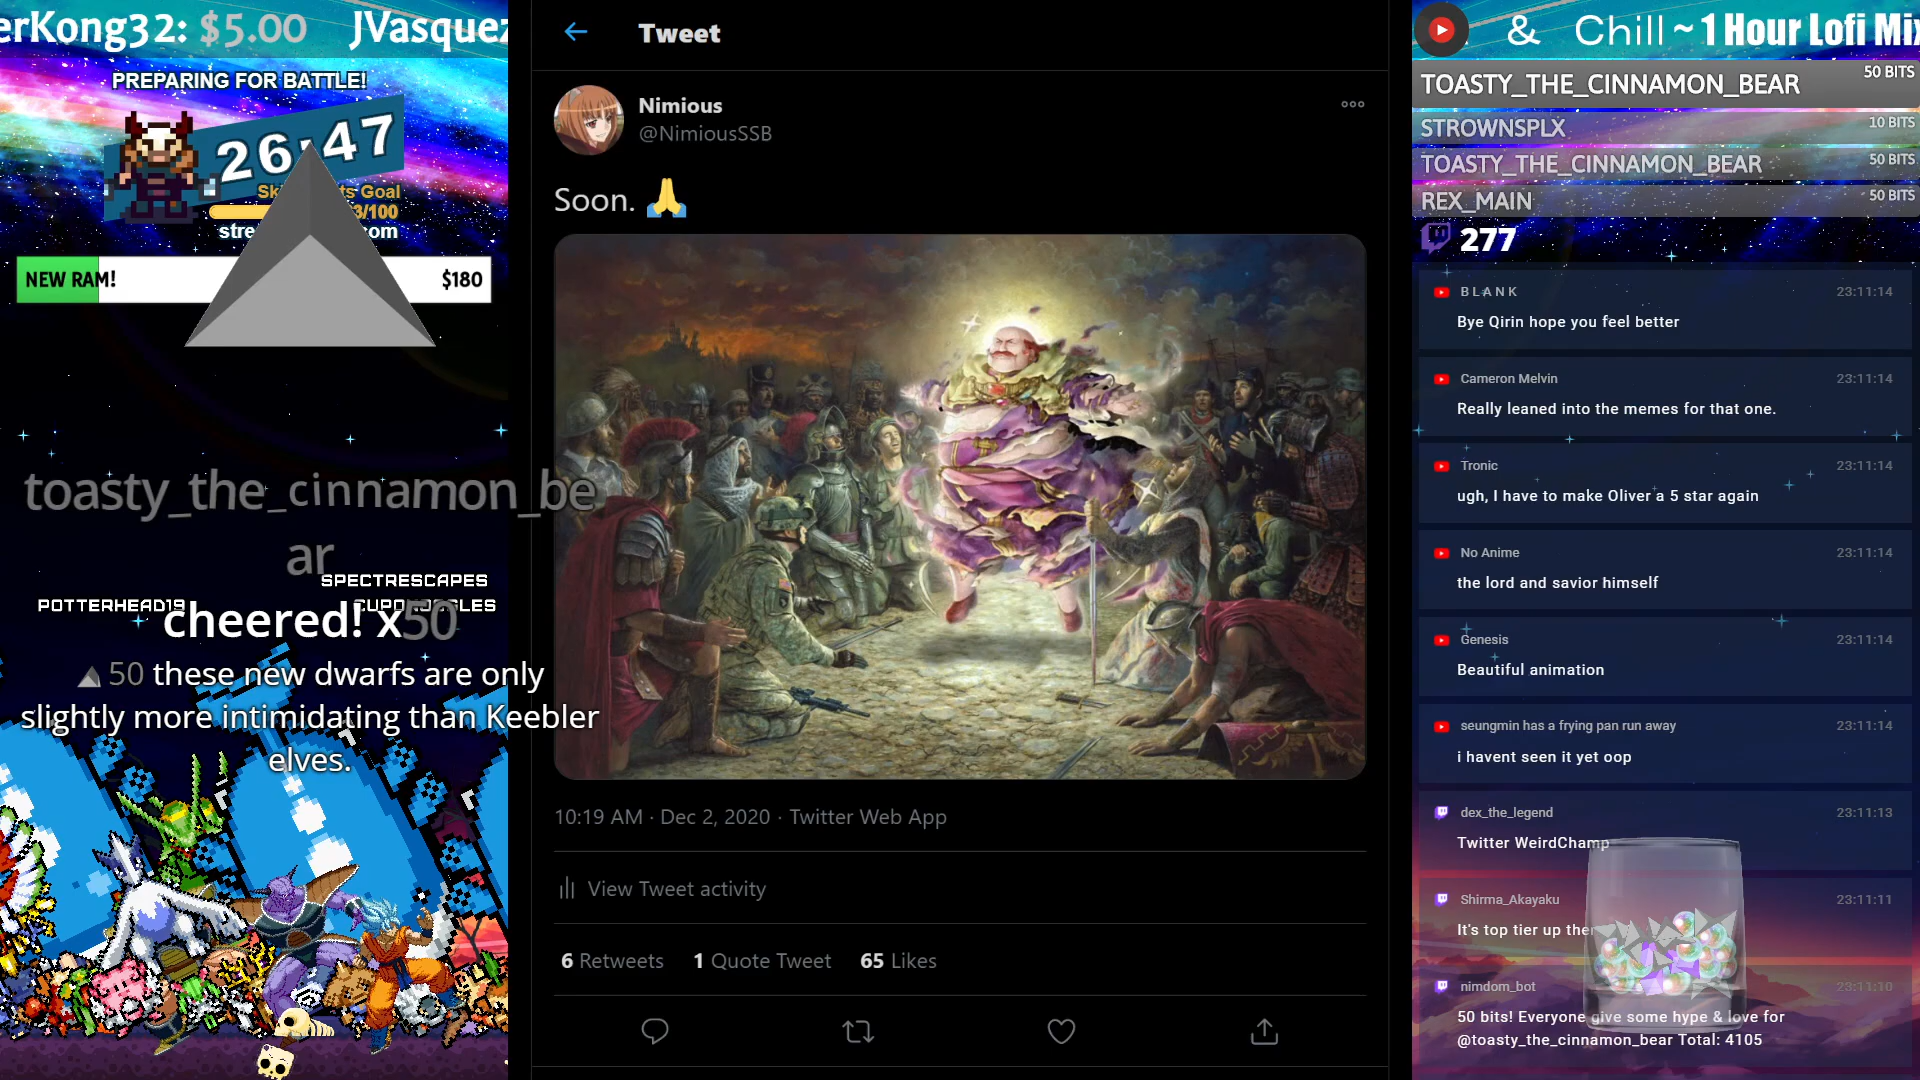 erKong32: $5.00 JVasquez
PREPARING FOR BATTLE!
26:47
ts Goal
3/100
stre
om
NEW RAM!
$180
toasty_the_cinnamon_be
ar
SPECTRESCAPES
POTTERHEAD19
cheered! x50
50 these new dwarfs are only
slightly more intimidating than Keebler
elves.
Tweet
Nimious
@NimiousSSB
Soon. 🙏
10:19 AM · Dec 2, 2020 · Twitter Web App
View Tweet activity
6 Retweets 1 Quote Tweet 65 Likes
& Chill ~ 1 Hour Lofi Mix
TOASTY_THE_CINNAMON_BEAR 50 BITS
STROWNSPLX 10 BITS
TOASTY_THE_CINNAMON_BEAR 50 BITS
REX_MAIN 50 BITS
277
BLANK 23:11:14
Bye Qirin hope you feel better
Cameron Melvin 23:11:14
Really leaned into the memes for that one.
Tronic 23:11:14
ugh, I have to make Oliver a 5 star again
No Anime 23:11:14
the lord and savior himself
Genesis 23:11:14
Beautiful animation
seungmin has a frying pan run away 23:11:14
i havent seen it yet oop
dex_the_legend 23:11:13
Twitter WeirdChamp
Shirma_Akayaku 23:11:11
It's top tier up ther
nimdom_bot 23:11:10
50 bits! Everyone give some hype & love for
@toasty_the_cinnamon_bear Total: 4105